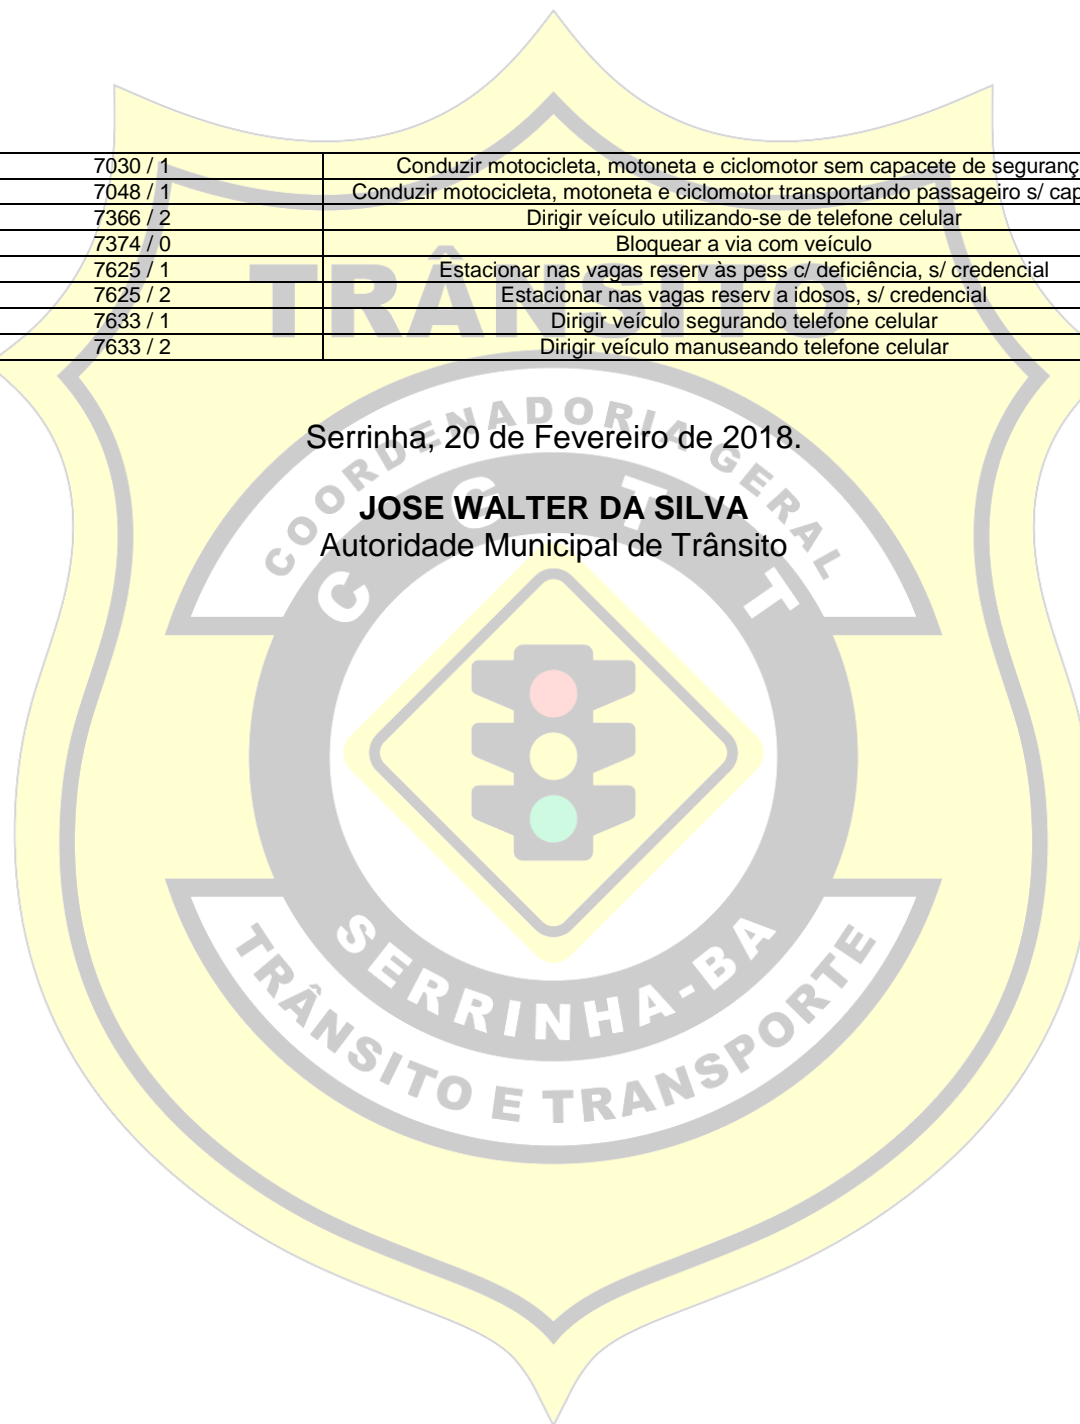 7030 / 1 Conduzir motocicleta, motoneta e ciclomotor sem capacete de seguranç
7048 / 1 Conduzir motocicleta, motoneta e ciclomotor transportando passageiro s/ cap
7366 / 2 Dirigir veículo utilizando-se de telefone celular
7374 / 0 Bloquear a via com veículo
7625 / 1 Estacionar nas vagas reserv às pess c/ deficiência, s/ credencial
7625 / 2 Estacionar nas vagas reserv a idosos, s/ credencial
7633 / 1 Dirigir veículo segurando telefone celular
7633 / 2 Dirigir veículo manuseando telefone celular
TRÂNSITO
Serrinha, 20 de Fevereiro de 2018.
JOSE WALTER DA SILVA
Autoridade Municipal de Trânsito
COORDENADORIA GERAL
C C T T
SERRINHA-BA
TRÂNSITO E TRANSPORTE